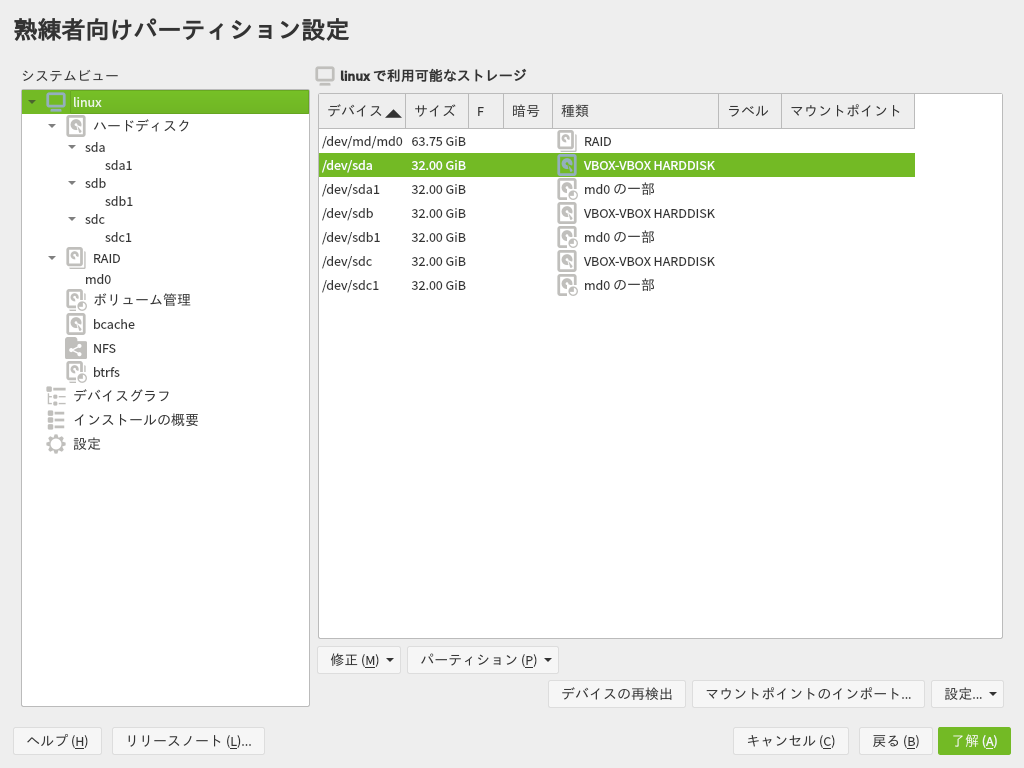 熟練者向けパーティション設定
システムビュー
linux
ハードディスク
sda
sda1
sdb
sdb1
sdc
sdc1
RAID
md0
ボリューム管理
bcache
NFS
btrfs
デバイスグラフ
インストールの概要
設定
linux で利用可能なストレージ
デバイス サイズ F 暗号 種類 ラベル マウントポイント
/dev/md/md0 63.75 GiB RAID
/dev/sda 32.00 GiB VBOX-VBOX HARDDISK
/dev/sda1 32.00 GiB md0 の一部
/dev/sdb 32.00 GiB VBOX-VBOX HARDDISK
/dev/sdb1 32.00 GiB md0 の一部
/dev/sdc 32.00 GiB VBOX-VBOX HARDDISK
/dev/sdc1 32.00 GiB md0 の一部
修正 (M) パーティション (P)
デバイスの再検出 マウントポイントのインポート... 設定...
ヘルプ (H) リリースノート (L)... キャンセル (C) 戻る (B) 了解 (A)